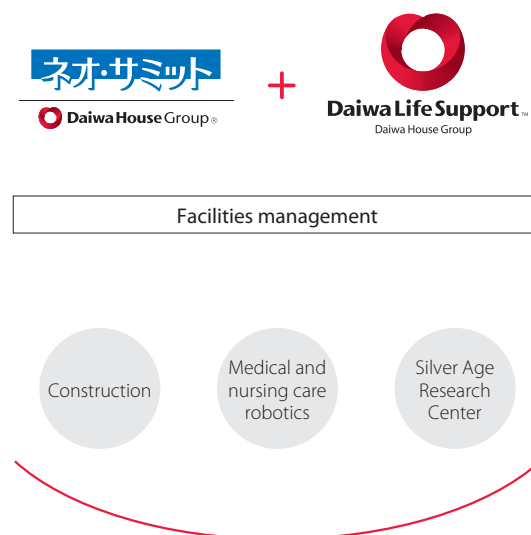 ネオ・サミット
Daiwa House Group®
+
Daiwa Life Support™
Daiwa House Group
Facilities management
Construction
Medical and
nursing care
robotics
Silver Age
Research
Center